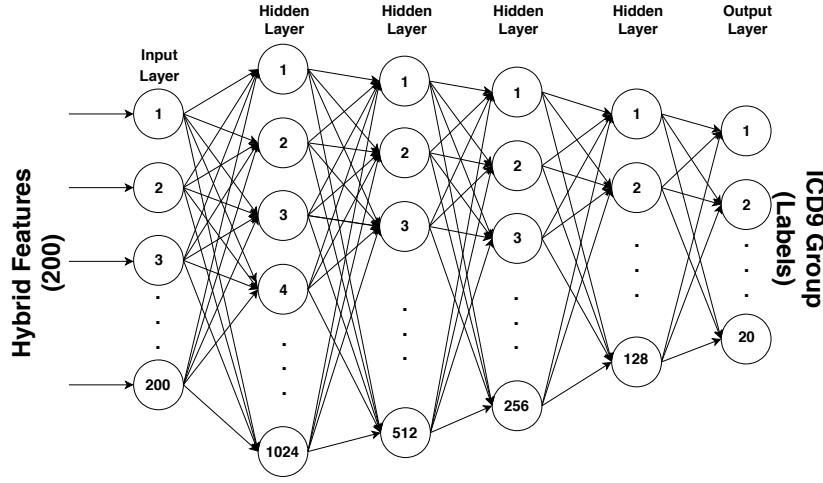 Hybrid Features
(200)
Input
Layer
1
2
3
.
.
.
200
Hidden
Layer
1
2
3
4
.
.
.
1024
Hidden
Layer
1
2
3
.
.
.
512
Hidden
Layer
1
2
3
.
.
.
256
Hidden
Layer
1
2
.
.
.
128
Output
Layer
1
2
.
.
.
20
ICD9 Group
(Labels)